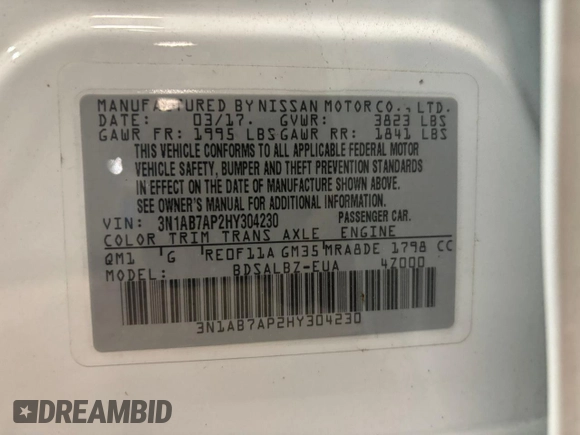 MANUFACTURED BY NISSAN MOTOR CO., LTD.
DATE: 03/17. GVWR: 3823 LBS
GAWR FR: 1995 LBS GAWR RR: 1841 LBS
THIS VEHICLE CONFORMS TO ALL APPLICABLE FEDERAL MOTOR
VEHICLE SAFETY, BUMPER AND THEFT PREVENTION STANDARDS
IN EFFECT ON THE DATE OF MANUFACTURE SHOWN ABOVE.
SEE OWNER'S MANUAL FOR ADDITIONAL INFORMATION.
VIN: 3N1AB7AP2HY304230 PASSENGER CAR.
COLOR TRIM TRANS AXLE ENGINE
QM1 G RE0F11A GM35 MRA8DE 1798 CC
MODEL: BDSALBZ-EUA 47000
3N1AB7AP2HY304230
DREAMBID